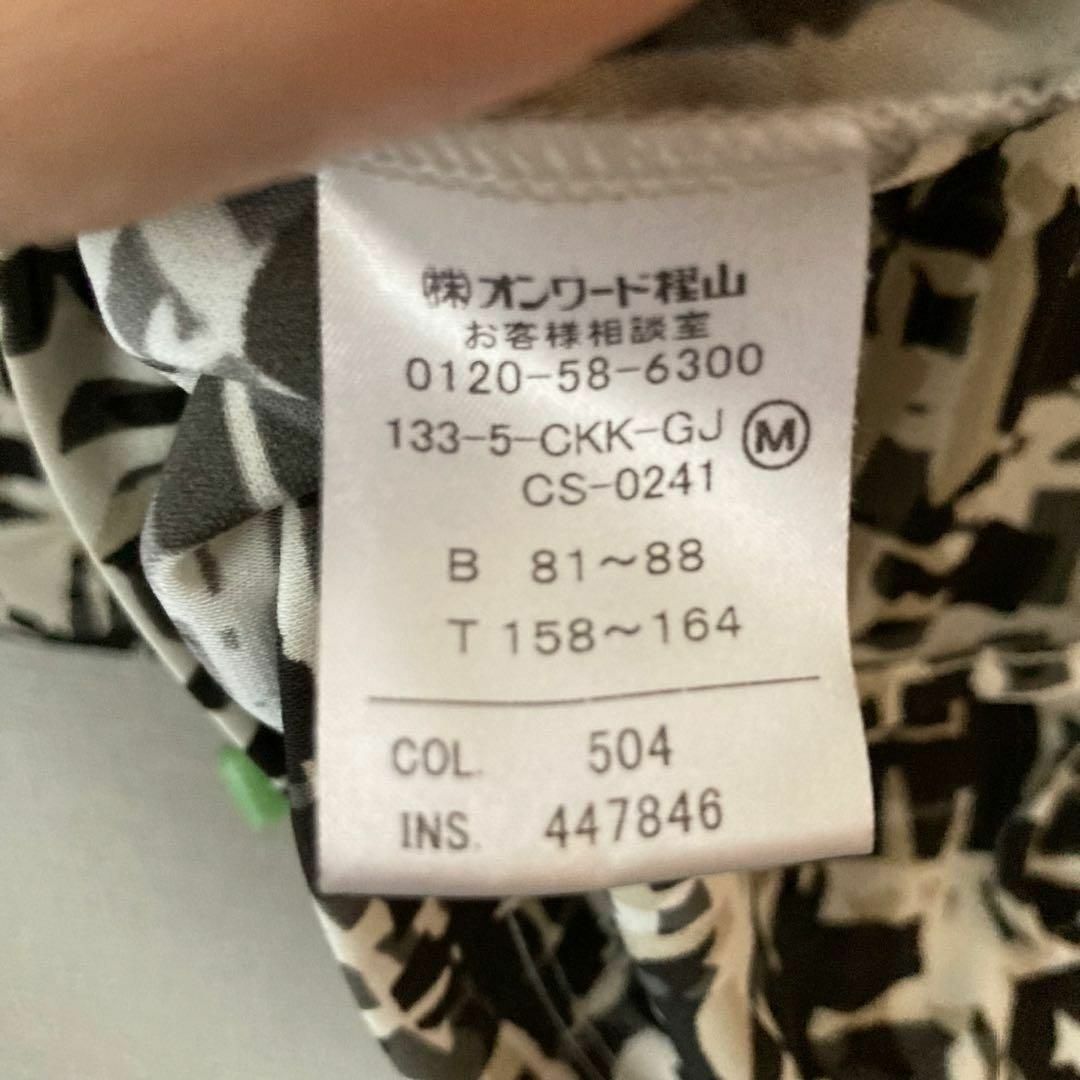 (株)オンワード樫山
お客様相談室
0120-58-6300
133-5-CKK-GJ Ⓜ
CS-0241
B 81~88
T 158~164
COL. 504
INS. 447846